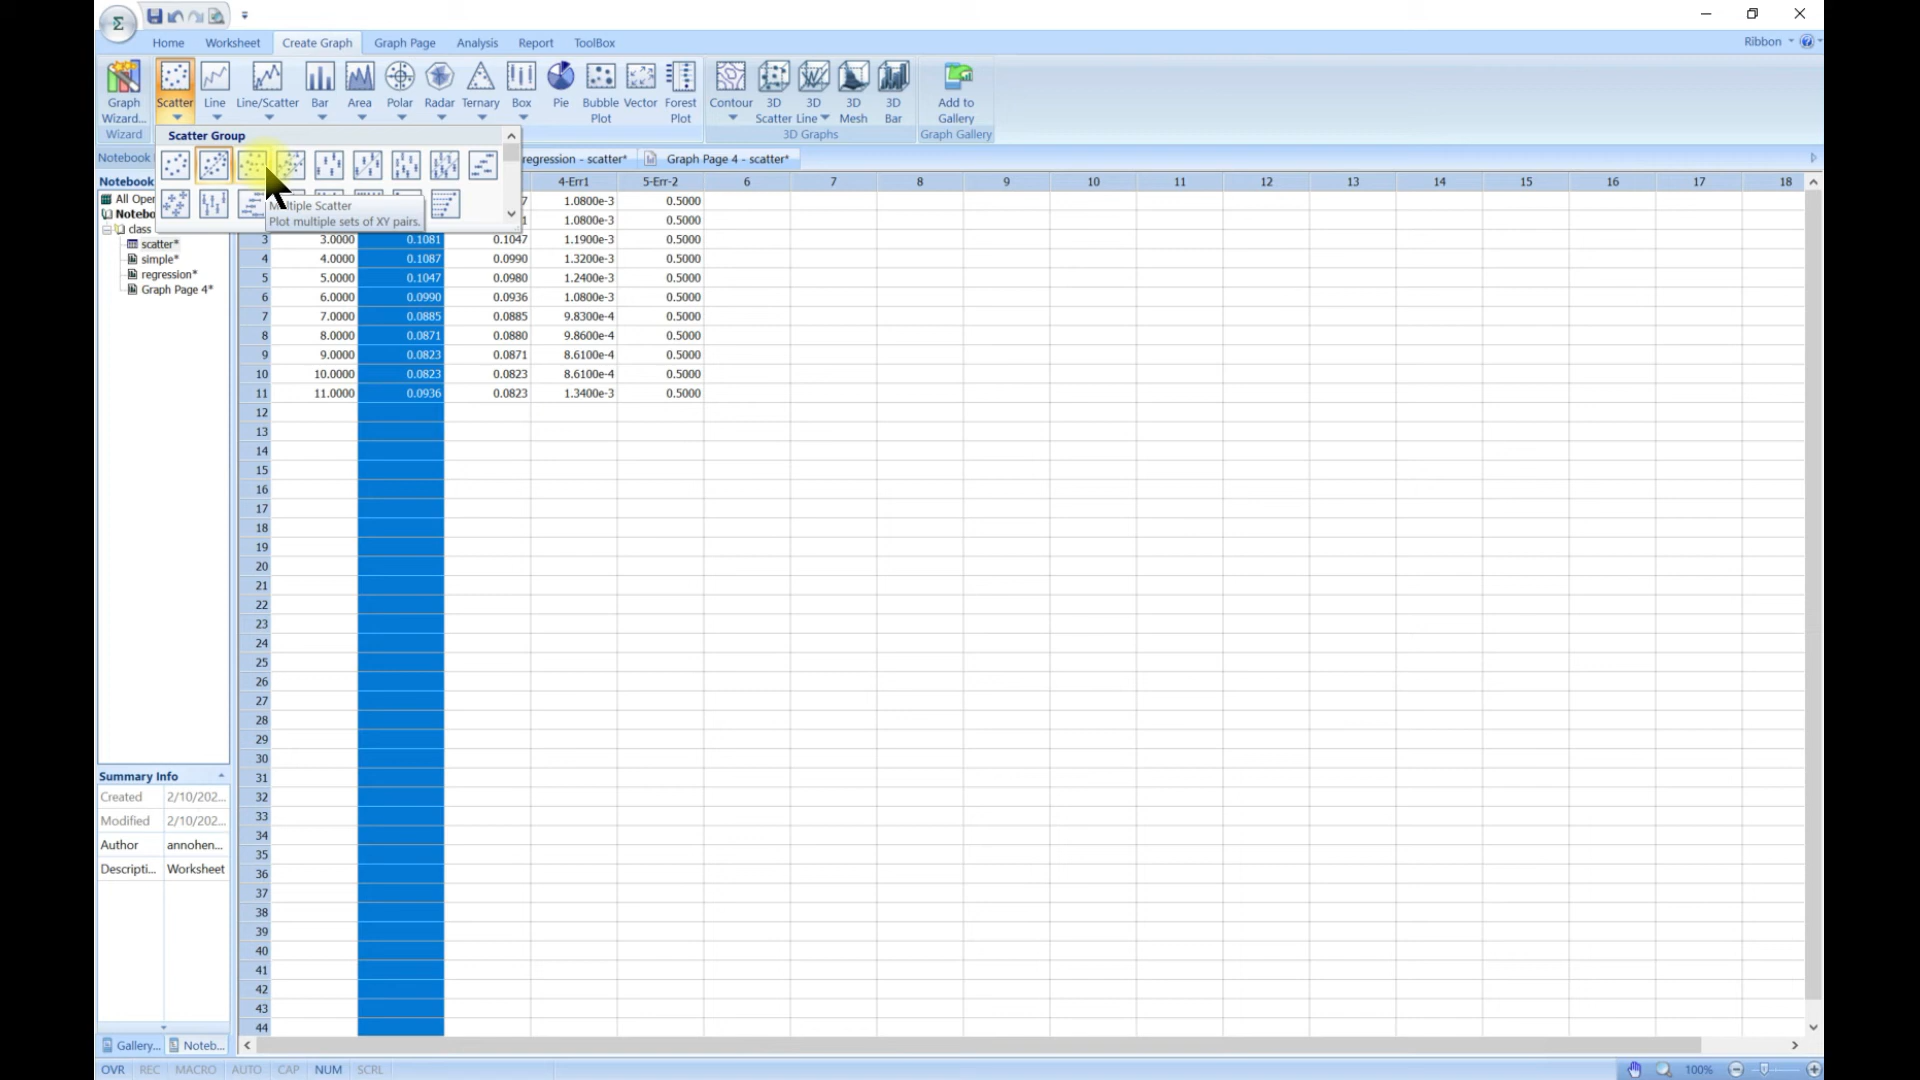 Σ
Home Worksheet Create Graph Graph Page Analysis Report ToolBox Ribbon
Graph Wizard... Scatter Line Line/Scatter Bar Area Polar Radar Ternary Box Pie Bubble Plot Vector Forest Plot Contour 3D Scatter 3D Line 3D Mesh 3D Bar Add to Gallery
Wizard 3D Graphs Graph Gallery
Scatter Group
Notebook regression - scatter* Graph Page 4 - scatter*
Multiple Scatter
Plot multiple sets of XY pairs.
Notebook
All Oper
Notebo
class
scatter*
simple*
regression*
Graph Page 4*
4-Err1 5-Err-2 6 7 8 9 10 11 12 13 14 15 16 17 18
7 1.0800e-3 0.5000
1 1.0800e-3 0.5000
3 3.0000 0.1081 0.1047 1.1900e-3 0.5000
4 4.0000 0.1087 0.0990 1.3200e-3 0.5000
5 5.0000 0.1047 0.0980 1.2400e-3 0.5000
6 6.0000 0.0990 0.0936 1.0800e-3 0.5000
7 7.0000 0.0885 0.0885 9.8300e-4 0.5000
8 8.0000 0.0871 0.0880 9.8600e-4 0.5000
9 9.0000 0.0823 0.0871 8.6100e-4 0.5000
10 10.0000 0.0823 0.0823 8.6100e-4 0.5000
11 11.0000 0.0936 0.0823 1.3400e-3 0.5000
12
13
14
15
16
17
18
19
20
21
22
23
24
25
26
27
28
29
30
31
32
33
34
35
36
37
38
39
40
41
42
43
44
Summary Info
Created 2/10/202...
Modified 2/10/202...
Author annohen...
Descripti... Worksheet
Gallery... Noteb...
OVR REC MACRO AUTO CAP NUM SCRL 100%